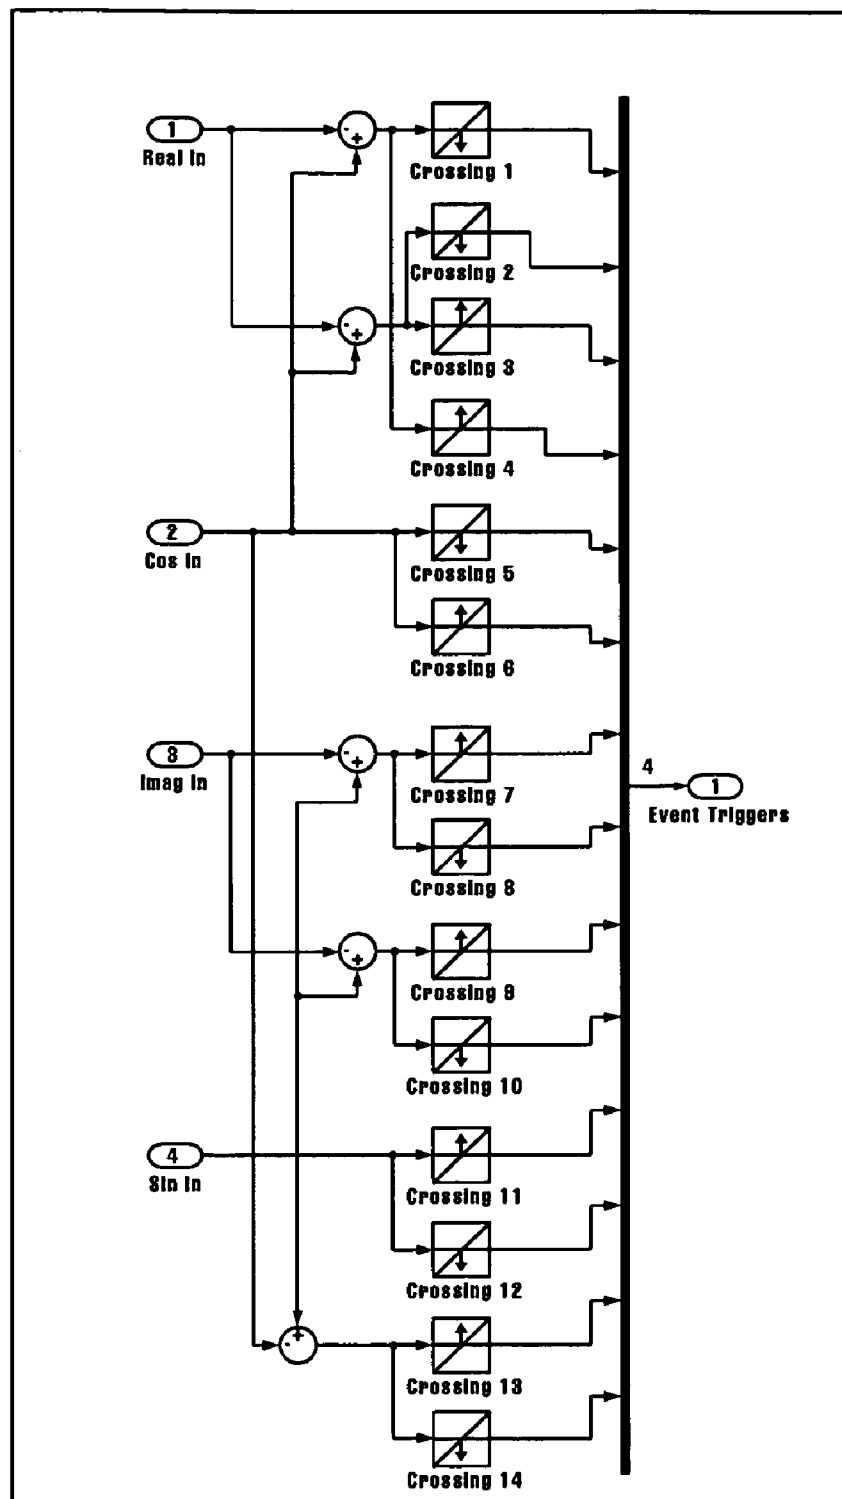 1
Real In
- +
Crossing 1
Crossing 2
- +
Crossing 3
Crossing 4
2
Cos In
Crossing 5
Crossing 6
3
Imag In
- +
Crossing 7
4
1
Event Triggers
Crossing 8
- +
Crossing 9
Crossing 10
4
Sin In
Crossing 11
Crossing 12
- +
Crossing 13
Crossing 14